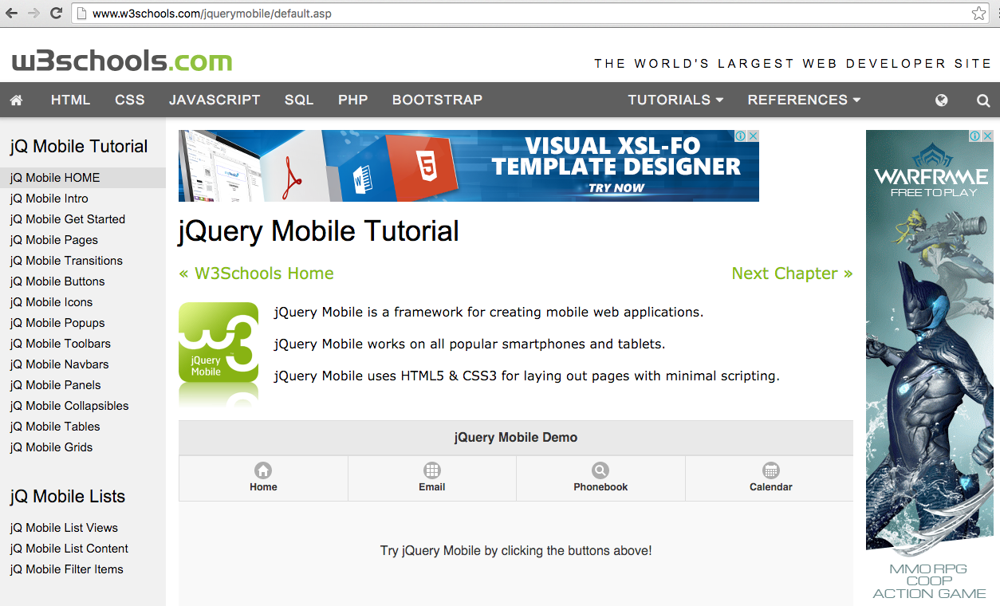 www.w3schools.com/jquerymobile/default.asp
w3schools.com
THE WORLD'S LARGEST WEB DEVELOPER SITE
HTML CSS JAVASCRIPT SQL PHP BOOTSTRAP TUTORIALS REFERENCES
jQ Mobile Tutorial
jQ Mobile HOME
jQ Mobile Intro
jQ Mobile Get Started
jQ Mobile Pages
jQ Mobile Transitions
jQ Mobile Buttons
jQ Mobile Icons
jQ Mobile Popups
jQ Mobile Toolbars
jQ Mobile Navbars
jQ Mobile Panels
jQ Mobile Collapsibles
jQ Mobile Tables
jQ Mobile Grids
jQ Mobile Lists
jQ Mobile List Views
jQ Mobile List Content
jQ Mobile Filter Items
VISUAL XSL-FO
TEMPLATE DESIGNER
TRY NOW
jQuery Mobile Tutorial
« W3Schools Home
Next Chapter »
w3
jQuery
Mobile
jQuery Mobile is a framework for creating mobile web applications.
jQuery Mobile works on all popular smartphones and tablets.
jQuery Mobile uses HTML5 & CSS3 for laying out pages with minimal scripting.
jQuery Mobile Demo
Home Email Phonebook Calendar
Try jQuery Mobile by clicking the buttons above!
WARFRAME
FREE TO PLAY
MMO RPG
COOP
ACTION GAME